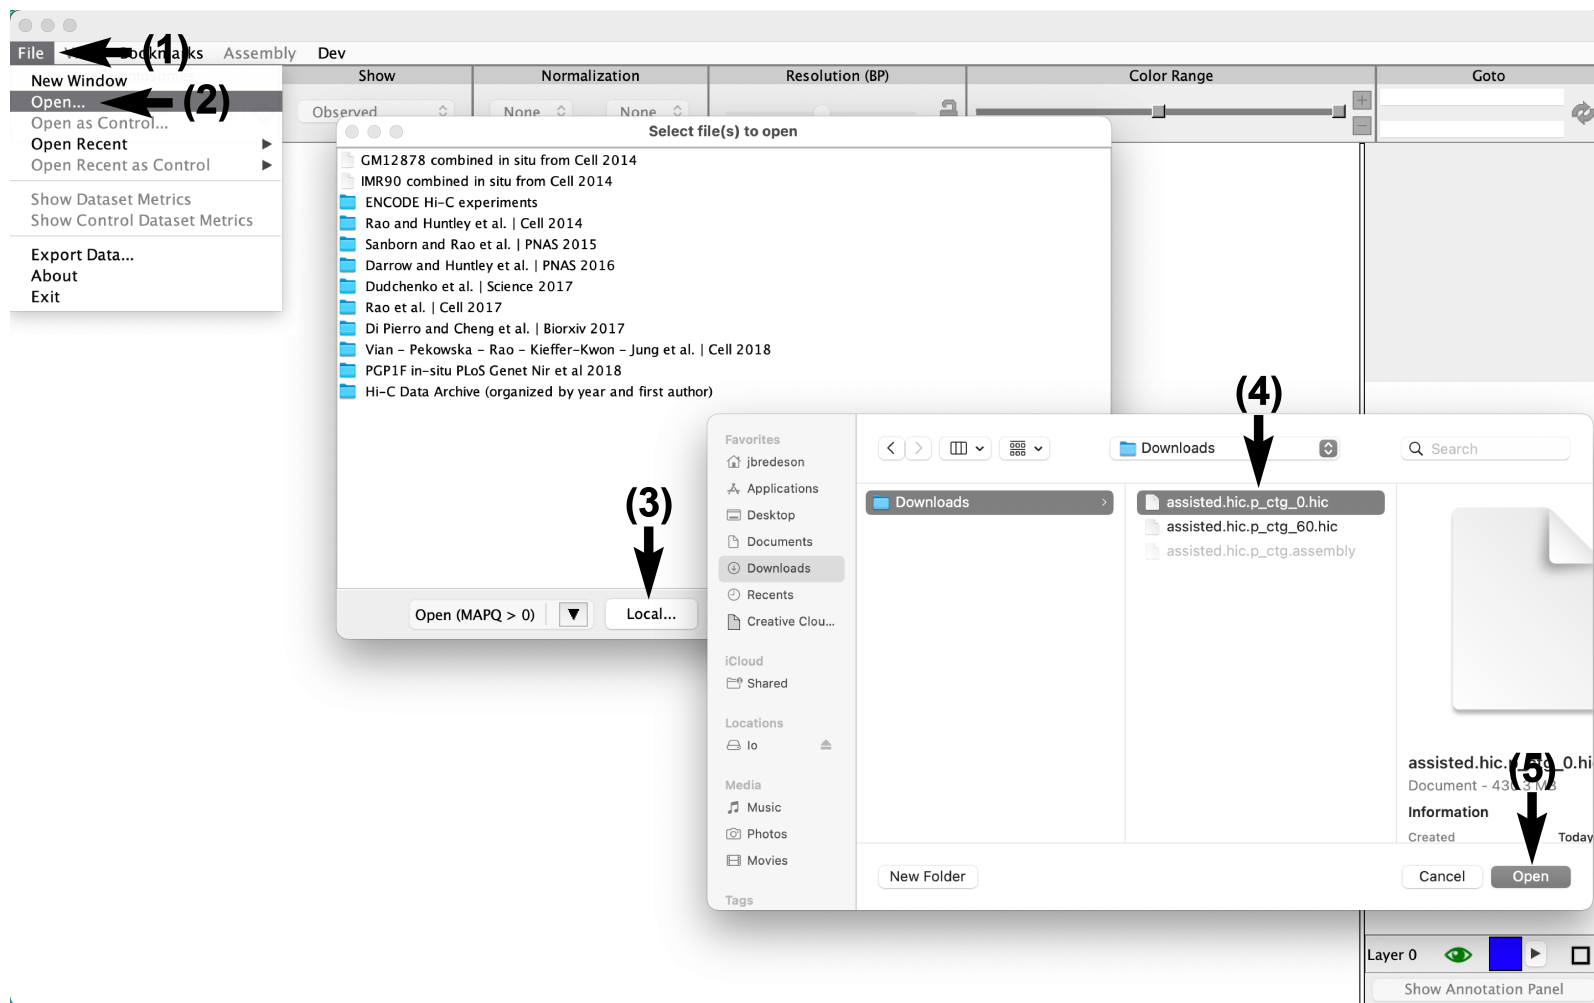 File (1) Bookmarks Assembly Dev
New Window
Open... (2)
Open as Control...
Open Recent
Open Recent as Control
Show Dataset Metrics
Show Control Dataset Metrics
Export Data...
About
Exit
Show Normalization Resolution (BP) Color Range Goto
Observed None None
Select file(s) to open
GM12878 combined in situ from Cell 2014
IMR90 combined in situ from Cell 2014
ENCODE Hi-C experiments
Rao and Huntley et al. | Cell 2014
Sanborn and Rao et al. | PNAS 2015
Darrow and Huntley et al. | PNAS 2016
Dudchenko et al. | Science 2017
Rao et al. | Cell 2017
Di Pierro and Cheng et al. | Biorxiv 2017
Vian - Pekowska - Rao - Kieffer-Kwon - Jung et al. | Cell 2018
PGP1F in-situ PLoS Genet Nir et al 2018
Hi-C Data Archive (organized by year and first author)
(3)
Open (MAPQ > 0) Local...
(4)
Favorites
jbredeson
Applications
Desktop
Documents
Downloads
Recents
Creative Clou...
iCloud
Shared
Locations
Io
Media
Music
Photos
Movies
Tags
Downloads Search
Downloads
assisted.hic.p_ctg_0.hic
assisted.hic.p_ctg_60.hic
assisted.hic.p_ctg.assembly
assisted.hic.p_ctg_0.hi
(5)
Document - 430.3 MB
Information
Created Today
New Folder Cancel Open
Layer 0
Show Annotation Panel